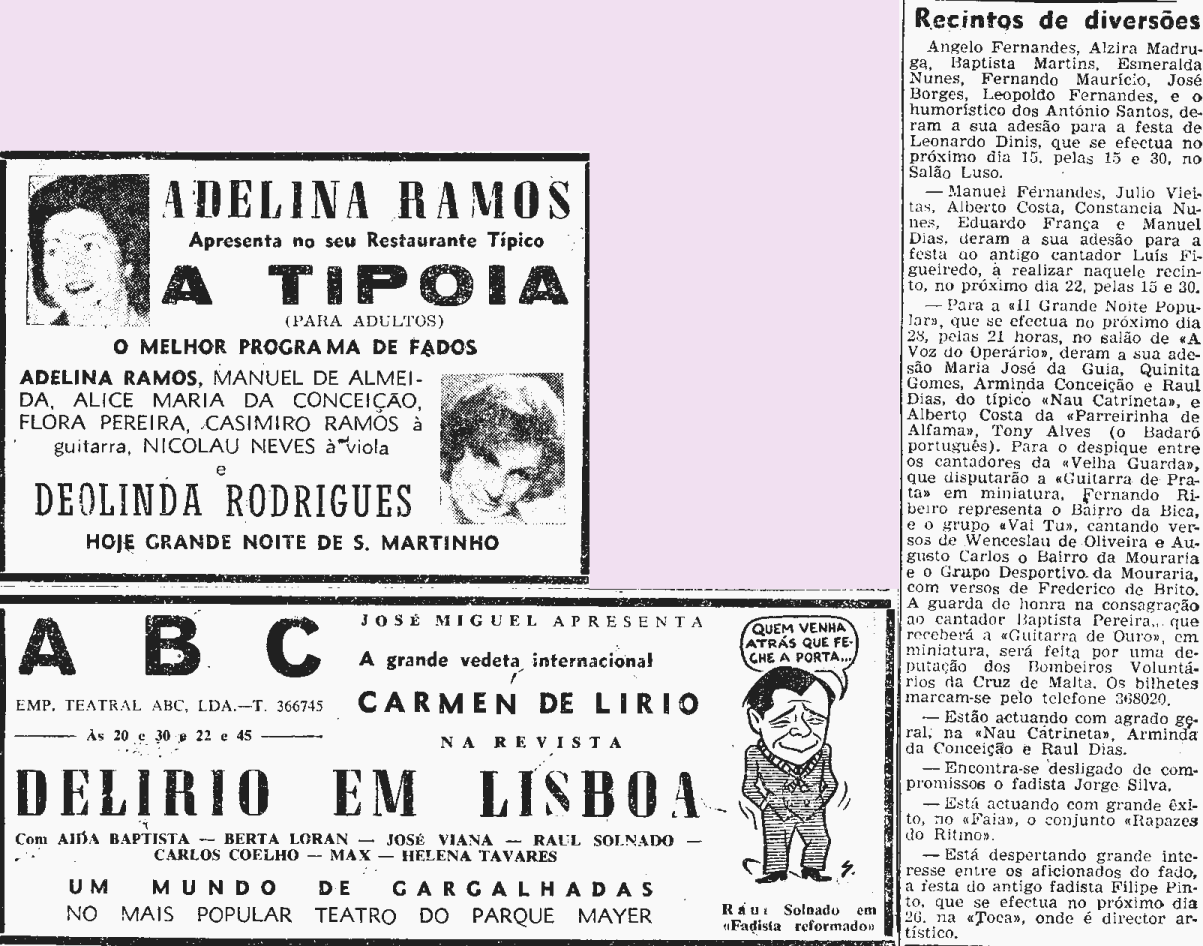 ADELINA RAMOS
Apresenta no seu Restaurante Típico
A TIPOIA
(PARA ADULTOS)
O MELHOR PROGRAMA DE FADOS
ADELINA RAMOS, MANUEL DE ALMEI-
DA, ALICE MARIA DA CONCEIÇÃO,
FLORA PEREIRA, CASIMIRO RAMOS à
guitarra, NICOLAU NEVES à viola
e
DEOLINDA RODRIGUES
HOJE GRANDE NOITE DE S. MARTINHO
A B C
EMP. TEATRAL ABC, LDA.—T. 366745
Às 20 e 30 e 22 e 45
JOSÉ MIGUEL APRESENTA
A grande vedeta internacional
CARMEN DE LIRIO
NA REVISTA
DELIRIO EM LISBOA
Com AIDA BAPTISTA — BERTA LORAN — JOSÉ VIANA — RAUL SOLNADO —
CARLOS COELHO — MAX — HELENA TAVARES
UM MUNDO DE GARGALHADAS
NO MAIS POPULAR TEATRO DO PARQUE MAYER
QUEM VENHA
ATRÁS QUE FE-
CHE A PORTA...
Raul Solnado em
«Fadista reformado»
Recintos de diversões
Angelo Fernandes, Alzira Madru-
ga, Baptista Martins, Esmeralda
Nunes, Fernando Maurício, José
Borges, Leopoldo Fernandes, e o
humorístico dos António Santos, de-
ram a sua adesão para a festa de
Leonardo Dinis, que se efectua no
próximo dia 15, pelas 15 e 30, no
Salão Luso.
— Manuel Fernandes, Julio Viei-
tas, Alberto Costa, Constancia Nu-
nes, Eduardo França e Manuel
Dias, deram a sua adesão para a
festa do antigo cantador Luís Fi-
gueiredo, à realizar naquele recin-
to, no próximo dia 22, pelas 15 e 30.
— Para a «II Grande Noite Popu-
lar», que se efectua no próximo dia
28, pelas 21 horas, no salão de «A
Voz do Operário», deram a sua ade-
são Maria José da Guia, Quinita
Gomes, Arminda Conceição e Raul
Dias, do típico «Nau Catrineta», e
Alberto Costa da «Parreirinha de
Alfama», Tony Alves (o Badaró
português). Para o despique entre
os cantadores da «Velha Guarda»,
que disputarão a «Guitarra de Pra-
ta» em miniatura, Fernando Ri-
beiro representa o Bairro da Bica,
e o grupo «Vai Tu», cantando ver-
sos de Wenceslau de Oliveira e Au-
gusto Carlos o Bairro da Mouraria
e o Grupo Desportivo da Mouraria,
com versos de Frederico de Brito.
A guarda de honra na consagração
ao cantador Baptista Pereira, que
receberá a «Guitarra de Ouro», em
miniatura, será feita por uma de-
putação dos Bombeiros Voluntá-
rios da Cruz de Malta. Os bilhetes
marcam-se pelo telefone 368020.
— Estão actuando com agrado ge-
ral, na «Nau Catrineta», Arminda
da Conceição e Raul Dias.
— Encontra-se desligado de com-
promissos o fadista Jorge Silva.
— Está actuando com grande êxi-
to, no «Faia», o conjunto «Rapazes
do Ritmo».
— Está despertando grande inte-
resse entre os aficionados do fado,
a festa do antigo fadista Filipe Pin-
to, que se efectua no próximo dia
26, na «Toca», onde é director ar-
tístico.